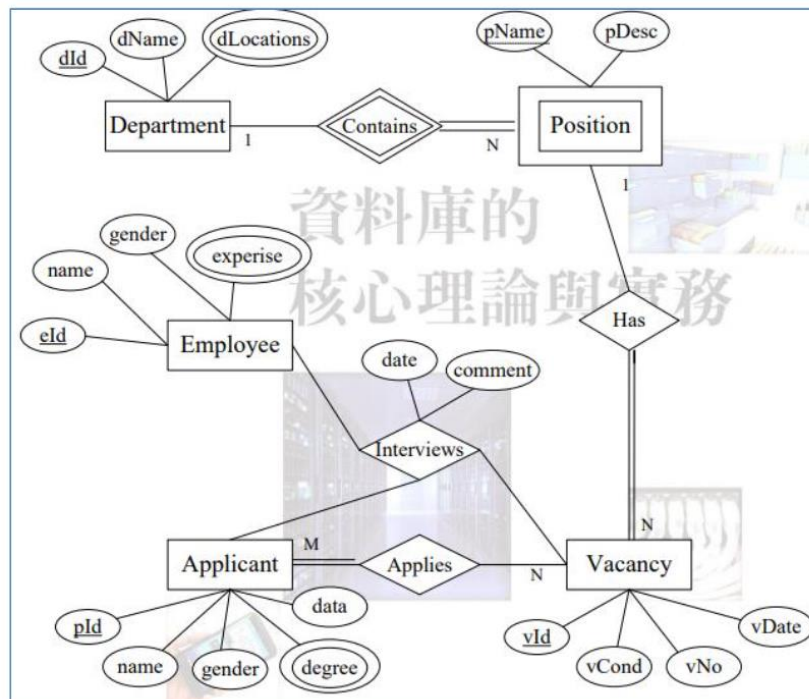 dName
dLocations
pName
pDesc
dId
Department
1
Contains
N
Position
1
資料庫的
核心理論與實務
gender
experise
name
eId
Employee
Has
date
comment
Interviews
M
N
Applicant
Applies
N
Vacancy
pId
data
name
gender
degree
vId
vCond
vNo
vDate